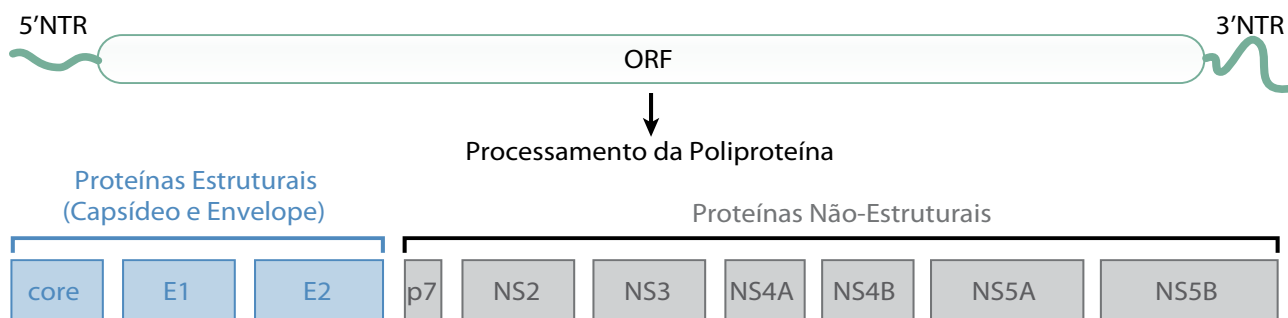 5'NTR
3'NTR
ORF
Processamento da Poliproteína
Proteínas Estruturais
(Capsídeo e Envelope)
Proteínas Não-Estruturais
core
E1
E2
p7
NS2
NS3
NS4A
NS4B
NS5A
NS5B